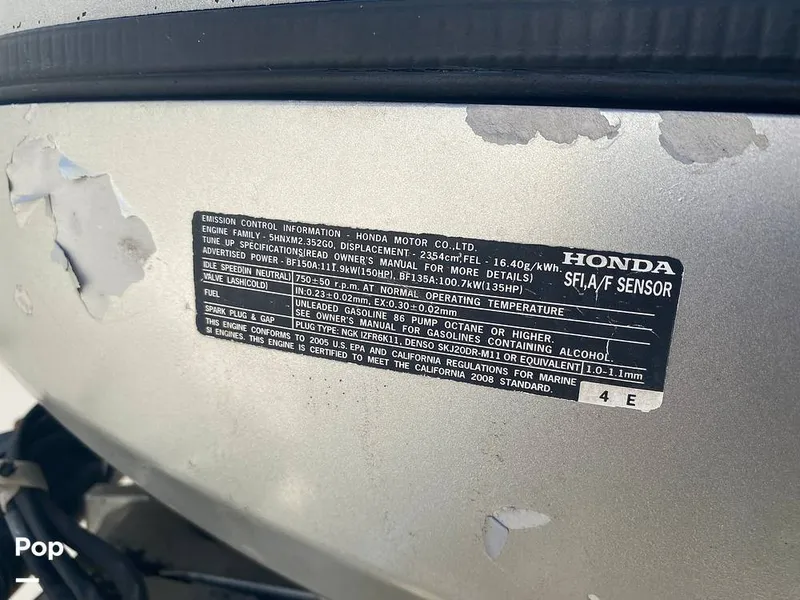 EMISSION CONTROL INFORMATION - HONDA MOTOR CO.,LTD.
ENGINE FAMILY - 5HNXM2.352G0, DISPLACEMENT - 2354cm³, FEL - 16.40g/kWh.
TUNE UP SPECIFICATIONS(READ OWNER'S MANUAL FOR MORE DETAILS)
ADVERTISED POWER - BF150A:111.9kW(150HP), BF135A:100.7kW(135HP)
HONDA
SFI,A/F SENSOR
IDLE SPEED(IN NEUTRAL) 750±50 r.p.m. AT NORMAL OPERATING TEMPERATURE
VALVE LASH(COLD) IN:0.23±0.02mm, EX:0.30±0.02mm
FUEL UNLEADED GASOLINE 86 PUMP OCTANE OR HIGHER.
SEE OWNER'S MANUAL FOR GASOLINES CONTAINING ALCOHOL.
SPARK PLUG & GAP PLUG TYPE: NGK IZFR6K11, DENSO SKJ20DR-M11 OR EQUIVALENT 1.0-1.1mm
THIS ENGINE CONFORMS TO 2005 U.S. EPA AND CALIFORNIA REGULATIONS FOR MARINE
SI ENGINES. THIS ENGINE IS CERTIFIED TO MEET THE CALIFORNIA 2008 STANDARD.
4 E
Pop